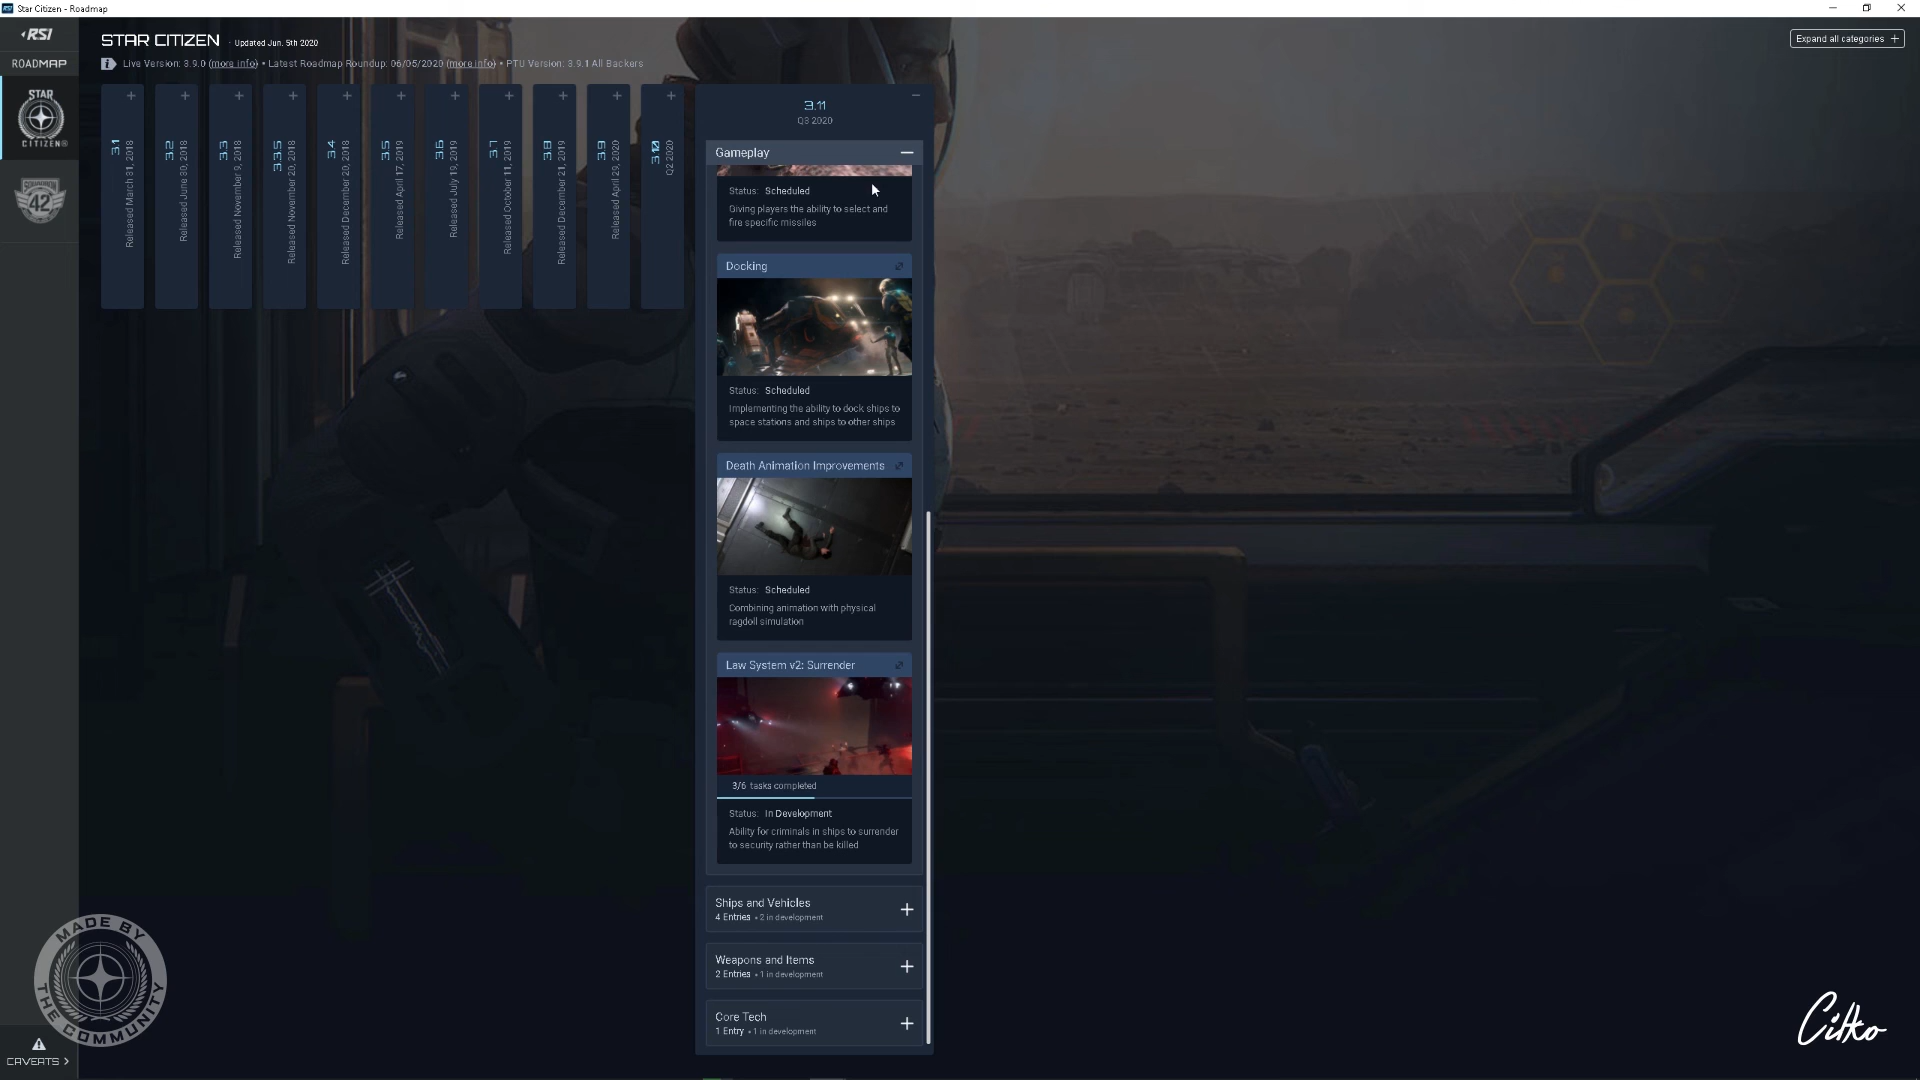 Star Citizen - Roadmap
RSI
ROADMAP
STAR CITIZEN®
SQUADRON 42
STAR CITIZEN - Updated Jun. 5th 2020
Live Version: 3.9.0 (more info) • Latest Roadmap Roundup: 06/05/2020 (more info) • PTU Version: 3.9.1 All Backers
Expand all categories +
3.1 Released March 31, 2018
3.2 Released June 30, 2018
3.3 Released November 9, 2018
3.3.5 Released November 20, 2018
3.4 Released December 20, 2018
3.5 Released April 17, 2019
3.6 Released July 19, 2019
3.7 Released October 11, 2019
3.8 Released December 21, 2019
3.9 Released April 29, 2020
3.10 Q2 2020
3.11
Q3 2020
Gameplay
Status: Scheduled
Giving players the ability to select and
fire specific missiles
Docking
Status: Scheduled
Implementing the ability to dock ships to
space stations and ships to other ships
Death Animation Improvements
Status: Scheduled
Combining animation with physical
ragdoll simulation
Law System v2: Surrender
3/6 tasks completed
Status: In Development
Ability for criminals in ships to surrender
to security rather than be killed
Ships and Vehicles
4 Entries • 2 in development
Weapons and Items
2 Entries • 1 in development
Core Tech
1 Entry • 1 in development
MADE BY
THE COMMUNITY
CAVEATS >
Citko